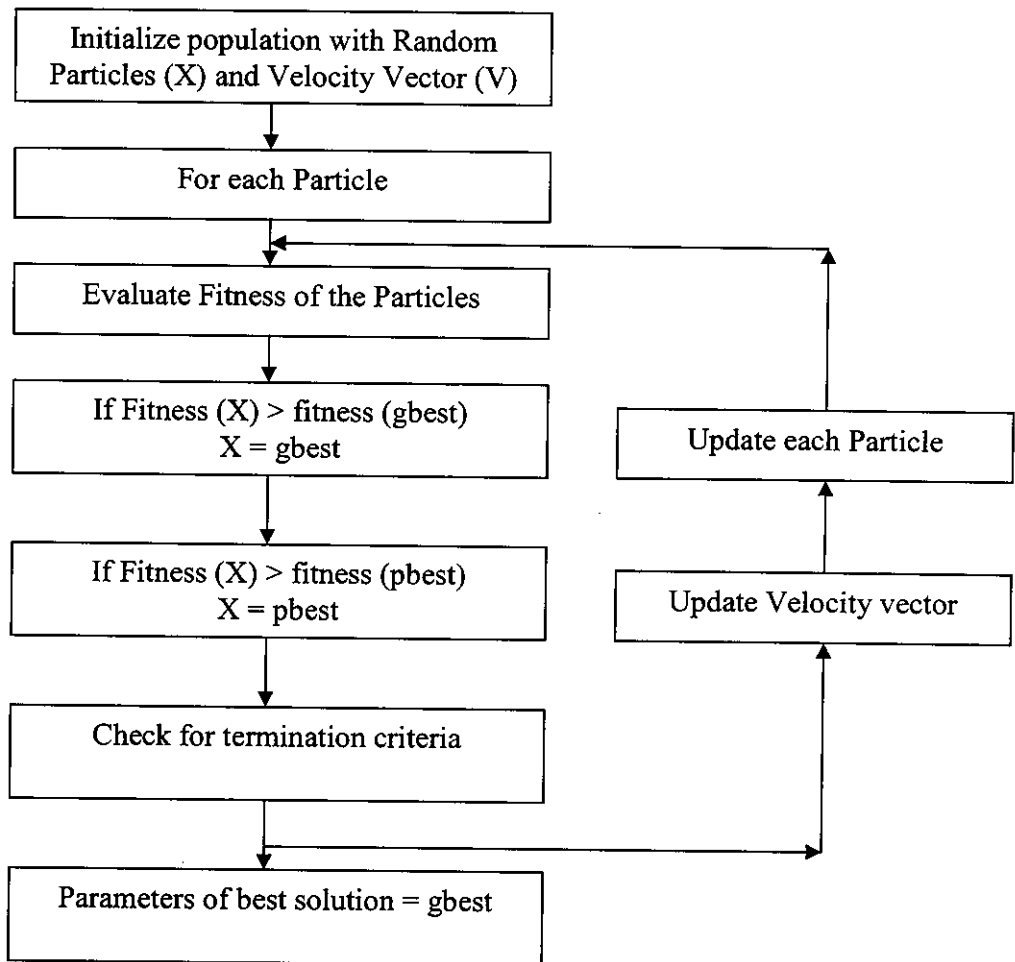 Initialize population with Random
Particles (X) and Velocity Vector (V)
For each Particle
Evaluate Fitness of the Particles
If Fitness (X) > fitness (gbest)
X = gbest
If Fitness (X) > fitness (pbest)
X = pbest
Check for termination criteria
Parameters of best solution = gbest
Update each Particle
Update Velocity vector